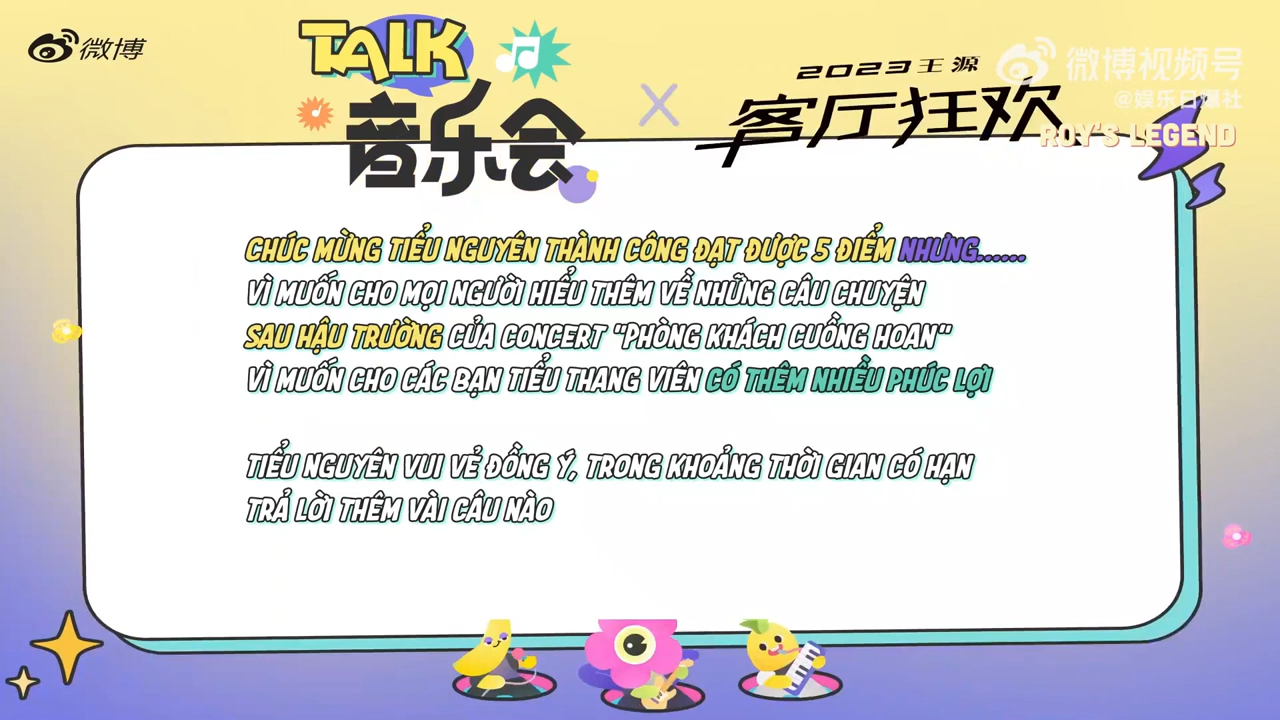 微博
TALK
音乐会
2023王源
客厅狂欢
微博视频号
@娱乐日爆社
ROY'S LEGEND
CHÚC MỪNG TIỂU NGUYÊN THÀNH CÔNG ĐẠT ĐƯỢC 5 ĐIỂM NHƯNG......
VÌ MUỐN CHO MỌI NGƯỜI HIỂU THÊM VỀ NHỮNG CÂU CHUYỆN
SAU HẬU TRƯỜNG CỦA CONCERT "PHÒNG KHÁCH CUỒNG HOAN"
VÌ MUỐN CHO CÁC BẠN TIỂU THANG VIÊN CÓ THÊM NHIỀU PHÚC LỢI
TIỂU NGUYÊN VUI VẺ ĐỒNG Ý, TRONG KHOẢNG THỜI GIAN CÓ HẠN
TRẢ LỜI THÊM VÀI CÂU NÀO